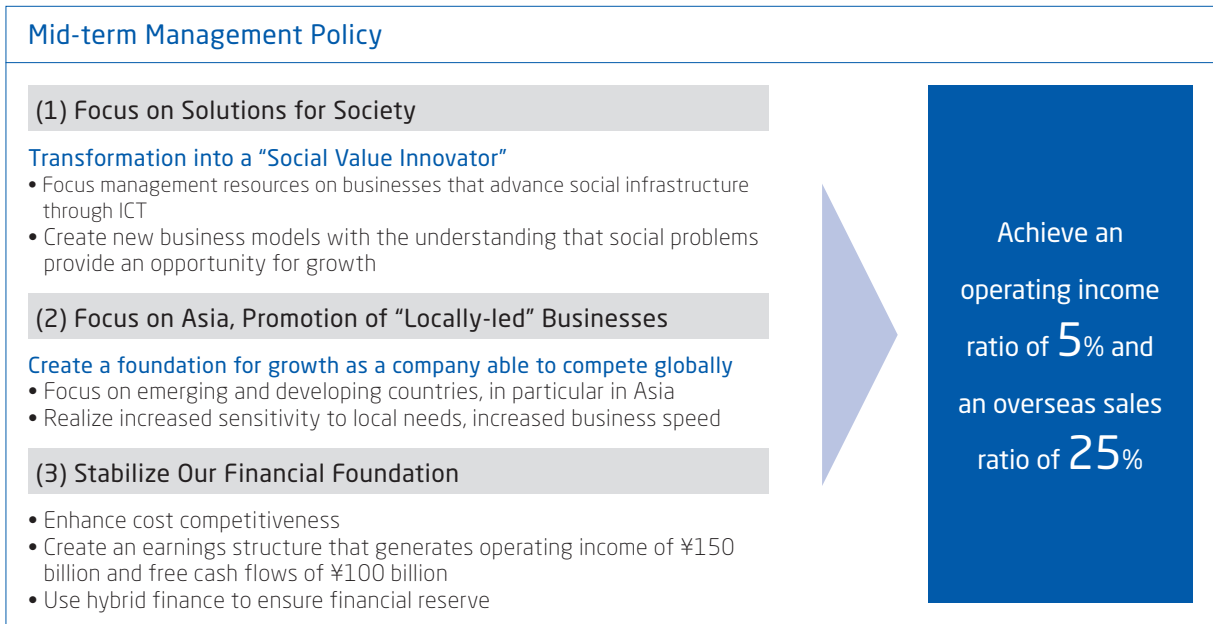 Mid-term Management Policy
(1) Focus on Solutions for Society
Transformation into a “Social Value Innovator”
• Focus management resources on businesses that advance social infrastructure
through ICT
• Create new business models with the understanding that social problems
provide an opportunity for growth
(2) Focus on Asia, Promotion of “Locally-led” Businesses
Create a foundation for growth as a company able to compete globally
• Focus on emerging and developing countries, in particular in Asia
• Realize increased sensitivity to local needs, increased business speed
(3) Stabilize Our Financial Foundation
• Enhance cost competitiveness
• Create an earnings structure that generates operating income of ¥150
billion and free cash flows of ¥100 billion
• Use hybrid finance to ensure financial reserve
Achieve an
operating income
ratio of 5% and
an overseas sales
ratio of 25%